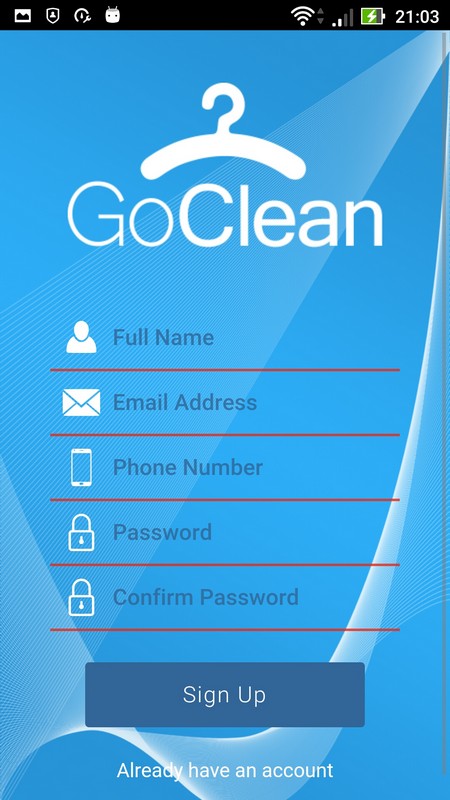 21:03
GoClean
Full Name
Email Address
Phone Number
Password
Confirm Password
Sign Up
Already have an account